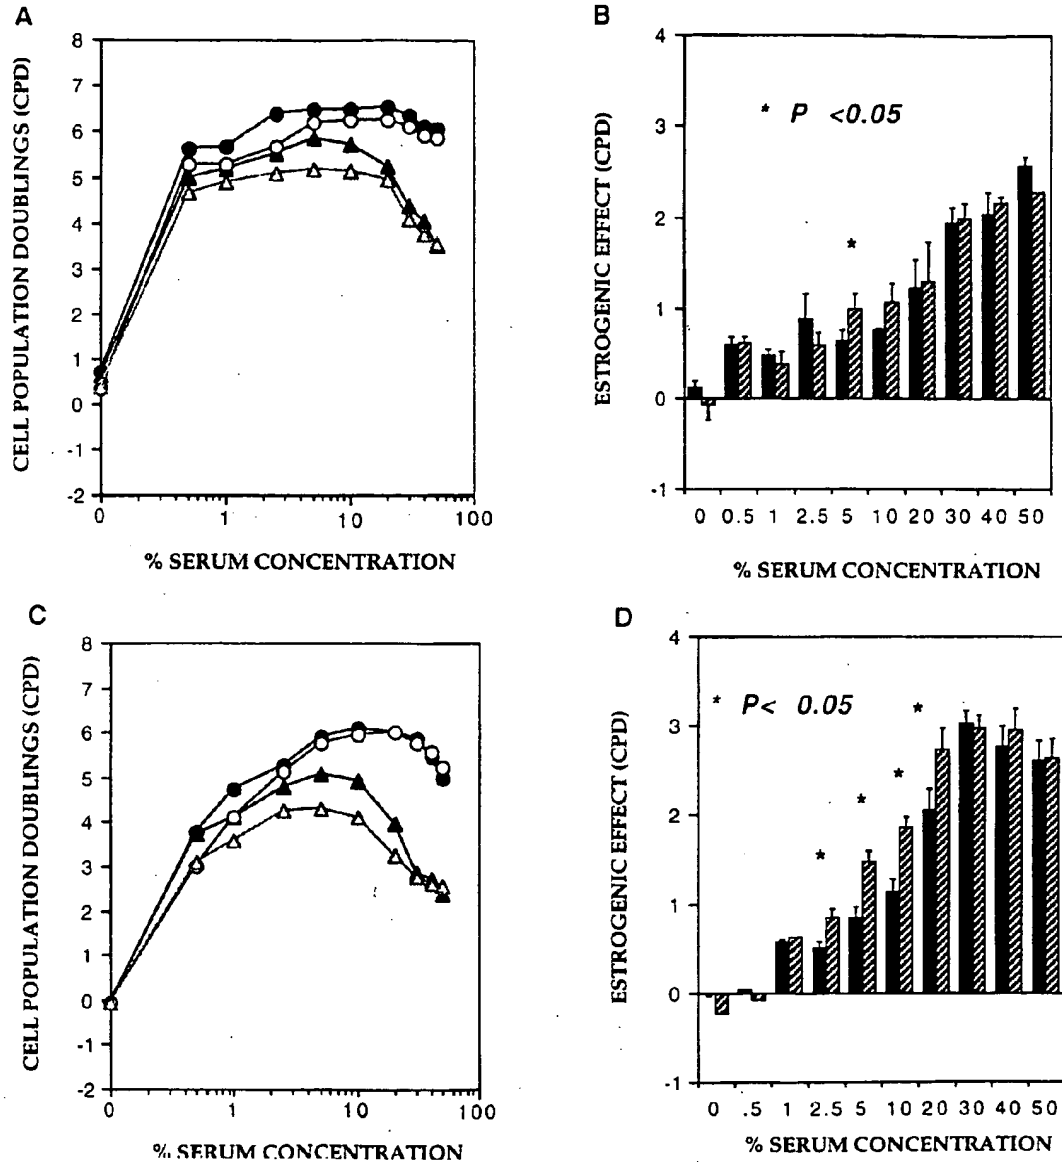 A
CELL POPULATION DOUBLINGS (CPD)
8
7
6
5
4
3
2
1
0
-1
-2
0 1 10 100
% SERUM CONCENTRATION
B
ESTROGENIC EFFECT (CPD)
4
3
2
1
0
-1
* P <0.05
*
0 0.5 1 2.5 5 10 20 30 40 50
% SERUM CONCENTRATION
C
CELL POPULATION DOUBLINGS (CPD)
8
7
6
5
4
3
2
1
0
-1
-2
0 1 10 100
% SERUM CONCENTRATION
D
ESTROGENIC EFFECT (CPD)
4
3
2
1
0
-1
* P< 0.05
* * * *
0 .5 1 2.5 5 10 20 30 40 50
% SERUM CONCENTRATION